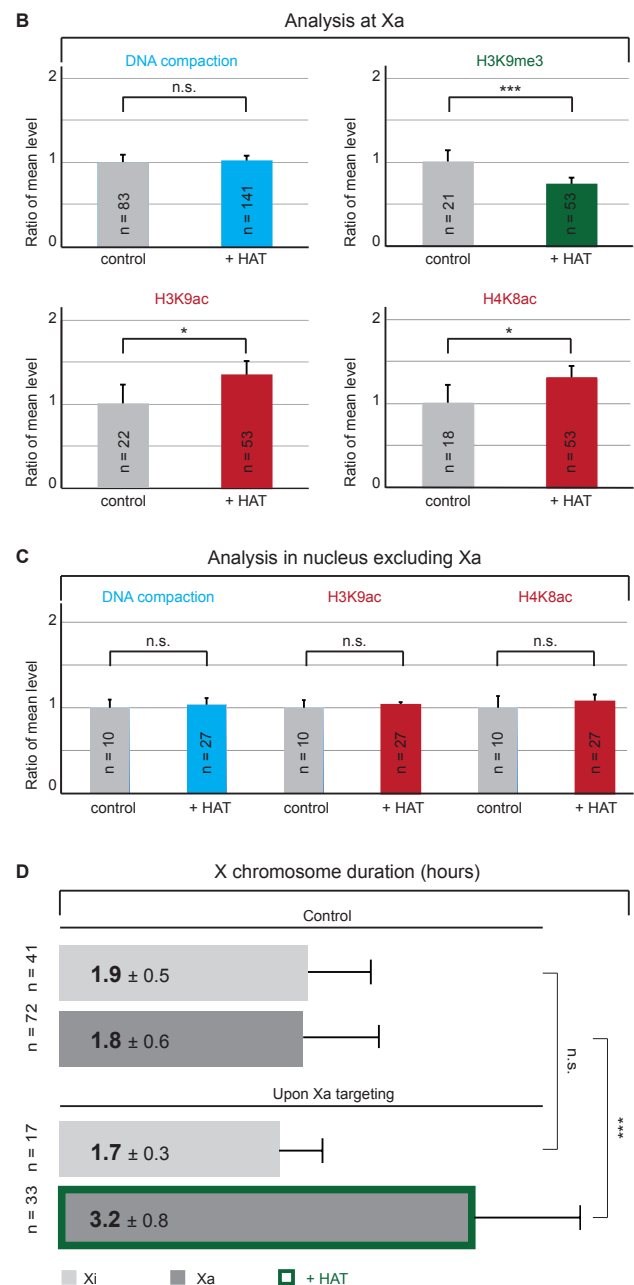 B
Analysis at Xa
DNA compaction
H3K9me3
2
n.s.
1
Ratio of mean level
n = 83
n = 141
0
control
+ HAT
2
***
1
Ratio of mean level
n = 21
n = 53
0
control
+ HAT
H3K9ac
H4K8ac
2
*
1
Ratio of mean level
n = 22
n = 53
0
control
+ HAT
2
*
1
Ratio of mean level
n = 18
n = 53
0
control
+ HAT
C
Analysis in nucleus excluding Xa
DNA compaction
H3K9ac
H4K8ac
2
n.s.
n.s.
n.s.
1
Ratio of mean level
n = 10
n = 27
n = 10
n = 27
n = 10
n = 27
0
control
+ HAT
control
+ HAT
control
+ HAT
D
X chromosome duration (hours)
Control
n = 41
1.9 ± 0.5
n = 72
1.8 ± 0.6
n.s.
***
Upon Xa targeting
n = 17
1.7 ± 0.3
n = 33
3.2 ± 0.8
Xi
Xa
+ HAT